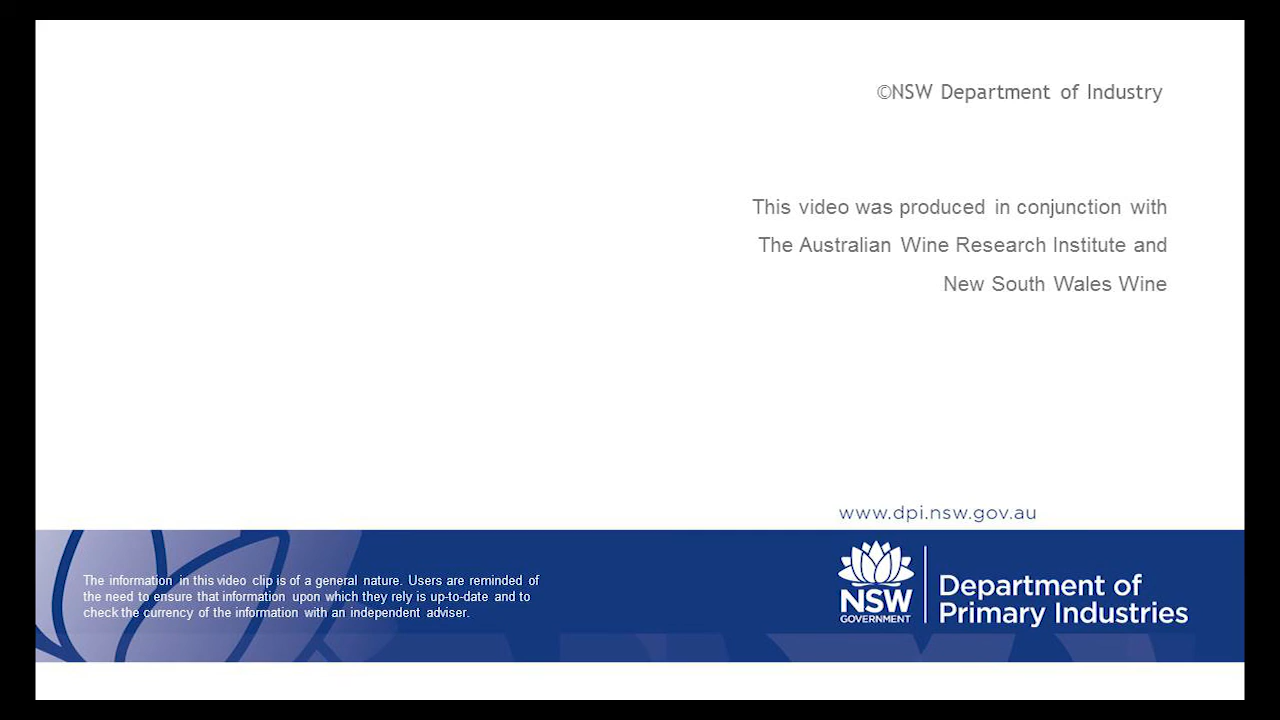 ©NSW Department of Industry
This video was produced in conjunction with
The Australian Wine Research Institute and
New South Wales Wine
www.dpi.nsw.gov.au
The information in this video clip is of a general nature. Users are reminded of
the need to ensure that information upon which they rely is up-to-date and to
check the currency of the information with an independent adviser.
NSW
GOVERNMENT
Department of
Primary Industries